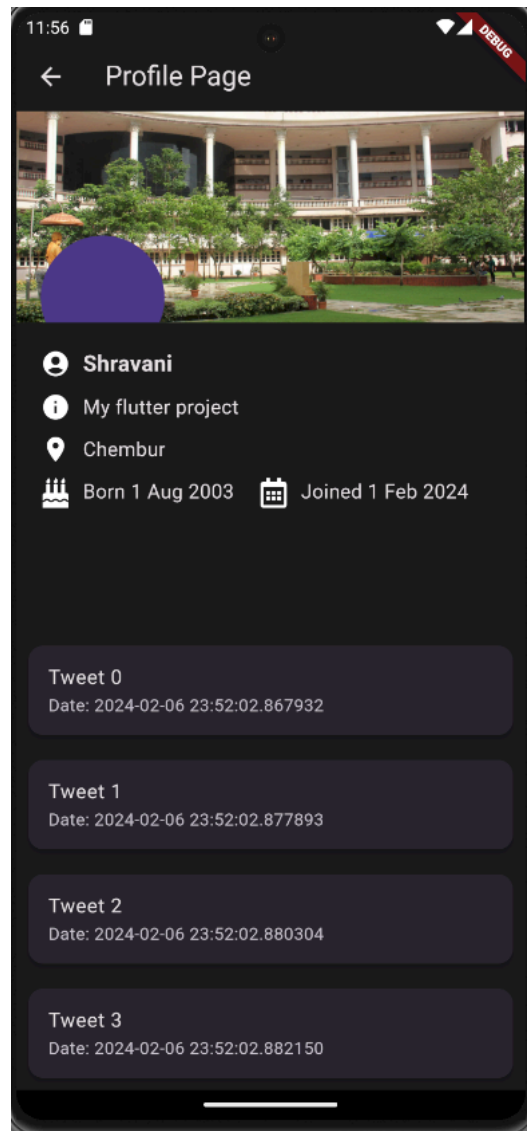 11:56
DEBUG
Profile Page
Shravani
My flutter project
Chembur
Born 1 Aug 2003 Joined 1 Feb 2024
Tweet 0
Date: 2024-02-06 23:52:02.867932
Tweet 1
Date: 2024-02-06 23:52:02.877893
Tweet 2
Date: 2024-02-06 23:52:02.880304
Tweet 3
Date: 2024-02-06 23:52:02.882150